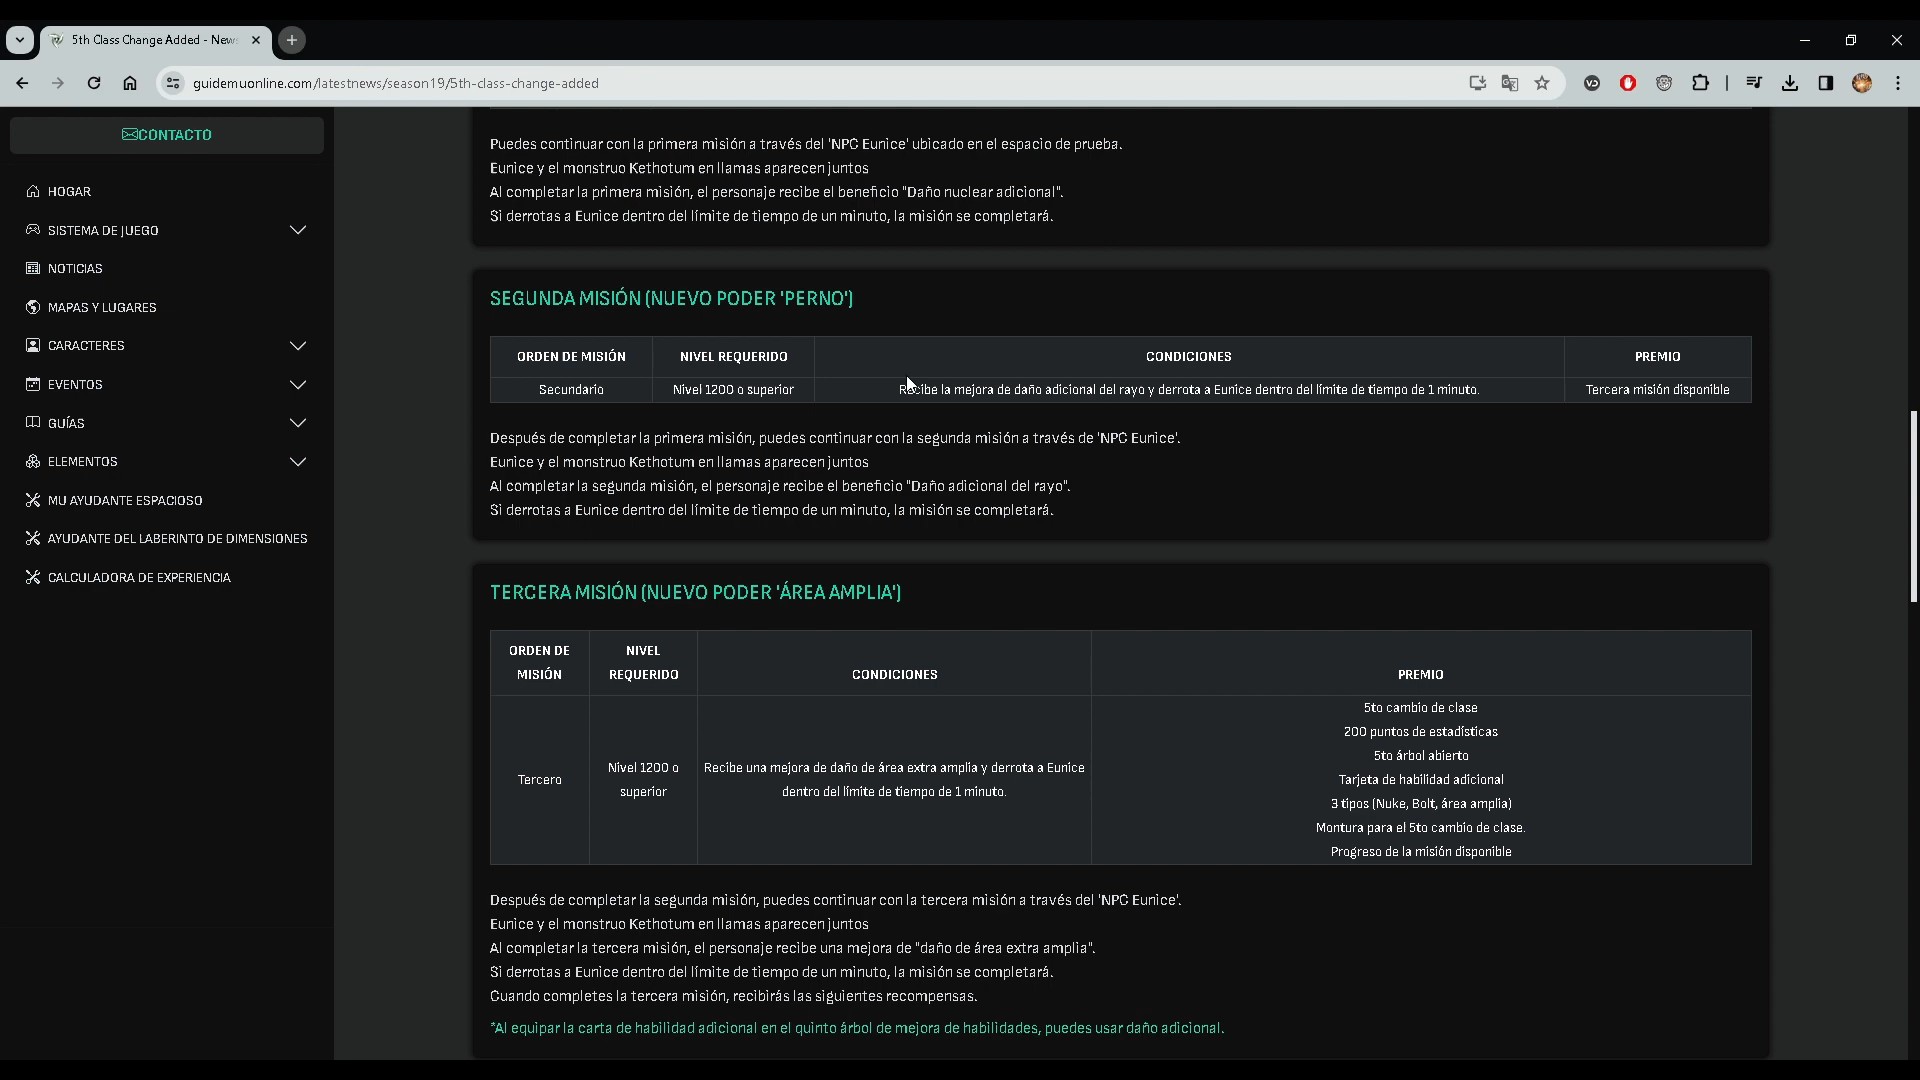 5th Class Change Added - New
guidemuonline.com/latestnews/season19/5th-class-change-added
CONTACTO
HOGAR
SISTEMA DE JUEGO
NOTICIAS
MAPAS Y LUGARES
CARACTERES
EVENTOS
GUÍAS
ELEMENTOS
MU AYUDANTE ESPACIOSO
AYUDANTE DEL LABERINTO DE DIMENSIONES
CALCULADORA DE EXPERIENCIA
Puedes continuar con la primera misión a través del 'NPC Eunice' ubicado en el espacio de prueba.
Eunice y el monstruo Kethotum en llamas aparecen juntos
Al completar la primera misión, el personaje recibe el beneficio "Daño nuclear adicional".
Si derrotas a Eunice dentro del límite de tiempo de un minuto, la misión se completará.
SEGUNDA MISIÓN (NUEVO PODER 'PERNO')
ORDEN DE MISIÓN NIVEL REQUERIDO CONDICIONES PREMIO
Secundario Nivel 1200 o superior Recibe la mejora de daño adicional del rayo y derrota a Eunice dentro del límite de tiempo de 1 minuto. Tercera misión disponible
Después de completar la primera misión, puedes continuar con la segunda misión a través de 'NPC Eunice'.
Eunice y el monstruo Kethotum en llamas aparecen juntos
Al completar la segunda misión, el personaje recibe el beneficio "Daño adicional del rayo".
Si derrotas a Eunice dentro del límite de tiempo de un minuto, la misión se completará.
TERCERA MISIÓN (NUEVO PODER 'ÁREA AMPLIA')
ORDEN DE
MISIÓN
NIVEL
REQUERIDO
CONDICIONES
PREMIO
Tercero
Nivel 1200 o
superior
Recibe una mejora de daño de área extra amplia y derrota a Eunice
dentro del límite de tiempo de 1 minuto.
5to cambio de clase
200 puntos de estadísticas
5to árbol abierto
Tarjeta de habilidad adicional
3 tipos (Nuke, Bolt, área amplia)
Montura para el 5to cambio de clase.
Progreso de la misión disponible
Después de completar la segunda misión, puedes continuar con la tercera misión a través del 'NPC Eunice'.
Eunice y el monstruo Kethotum en llamas aparecen juntos
Al completar la tercera misión, el personaje recibe una mejora de "daño de área extra amplia".
Si derrotas a Eunice dentro del límite de tiempo de un minuto, la misión se completará.
Cuando completes la tercera misión, recibirás las siguientes recompensas.
*Al equipar la carta de habilidad adicional en el quinto árbol de mejora de habilidades, puedes usar daño adicional.